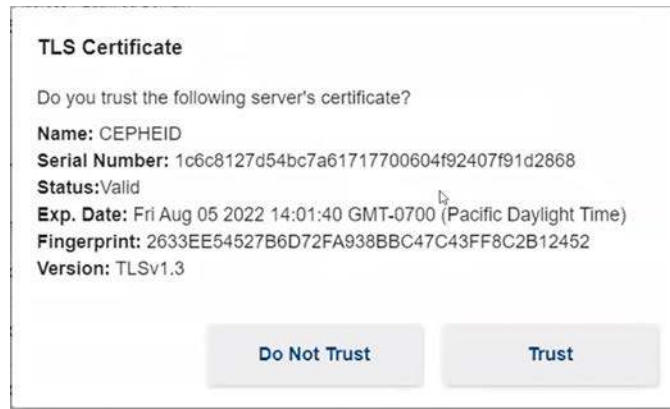 TLS Certificate
Do you trust the following server's certificate?
Name: CEPHEID
Serial Number: 1c6c8127d54bc7a61717700604f92407f91d2868
Status:Valid
Exp. Date: Fri Aug 05 2022 14:01:40 GMT-0700 (Pacific Daylight Time)
Fingerprint: 2633EE54527B6D72FA938BBC47C43FF8C2B12452
Version: TLSv1.3
Do Not Trust
Trust